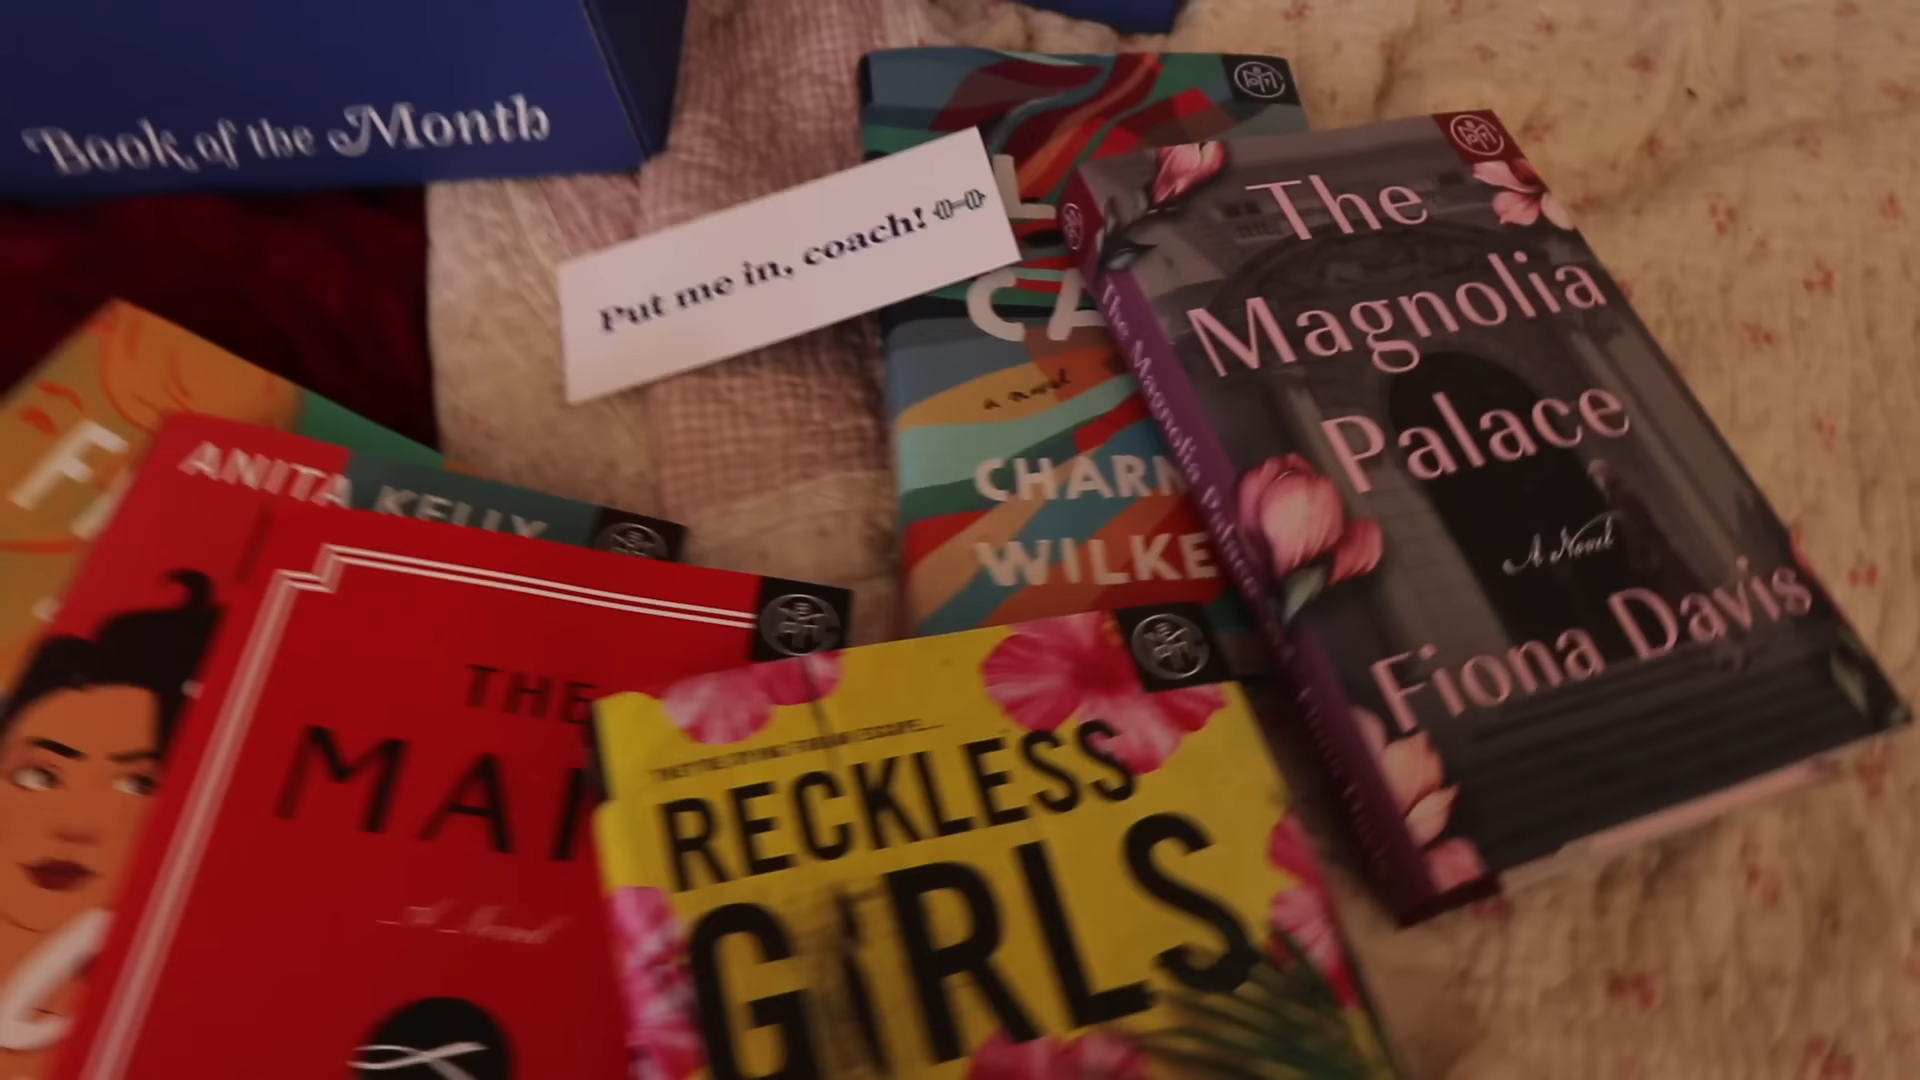 Book of the Month
Put me in, coach!
CA
a novel
CHARM
WILKE
The
Magnolia
Palace
A Novel
Fiona Davis
The Magnolia Palace
F
ANITA KELLY
THE
MAI
A Novel
RECKLESS
GIRLS